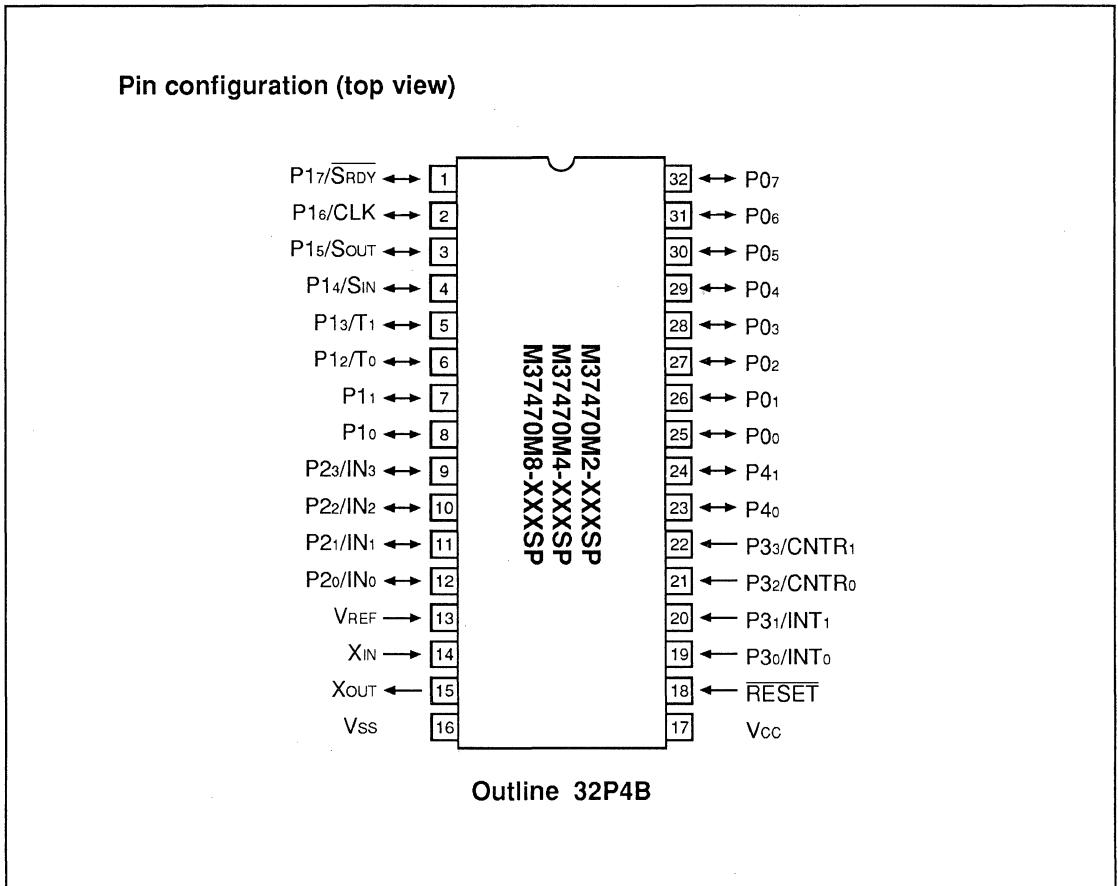 Pin configuration (top view)
P17/SRDY 1 32 P07
P16/CLK 2 31 P06
P15/SOUT 3 30 P05
P14/SIN 4 29 P04
P13/T1 5 28 P03
P12/T0 6 27 P02
P11 7 26 P01
P10 8 25 P00
P23/IN3 9 24 P41
P22/IN2 10 23 P40
P21/IN1 11 22 P33/CNTR1
P20/IN0 12 21 P32/CNTR0
VREF 13 20 P31/INT1
XIN 14 19 P30/INT0
XOUT 15 18 RESET
VSS 16 17 VCC
M37470M2-XXXSP
M37470M4-XXXSP
M37470M8-XXXSP
Outline 32P4B